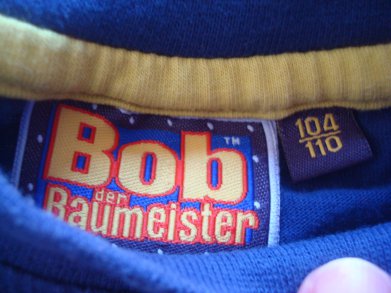 Bob
TM
der
Baumeister
104
110